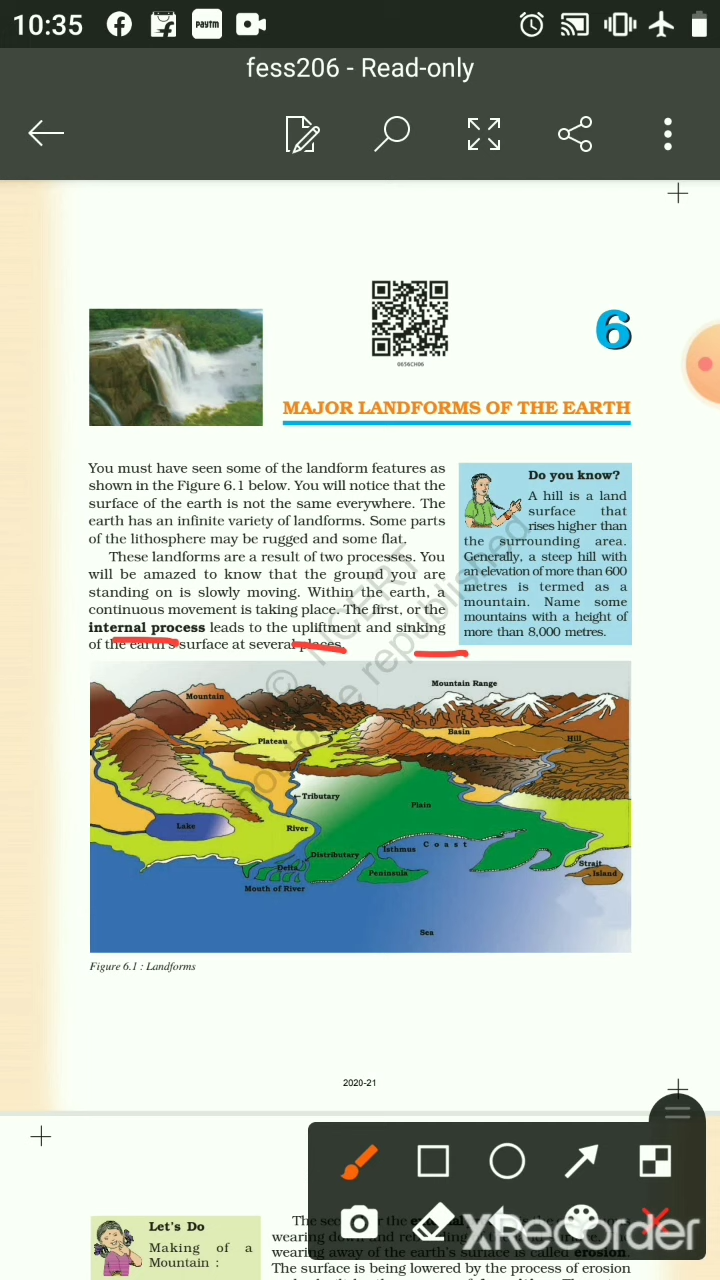 10:35
paytm
fess206 - Read-only
0656CH06
6
MAJOR LANDFORMS OF THE EARTH
You must have seen some of the landform features as
shown in the Figure 6.1 below. You will notice that the
surface of the earth is not the same everywhere. The
earth has an infinite variety of landforms. Some parts
of the lithosphere may be rugged and some flat.
These landforms are a result of two processes. You
will be amazed to know that the ground you are
standing on is slowly moving. Within the earth, a
continuous movement is taking place. The first, or the
internal process leads to the upliftment and sinking
of the earth's surface at several places.
Do you know?
A hill is a land
surface that
rises higher than
the surrounding area.
Generally, a steep hill with
an elevation of more than 600
metres is termed as a
mountain. Name some
mountains with a height of
more than 8,000 metres.
© NCERT
not to be republished
Mountain Range
Mountain
Basin
Hill
Plateau
Tributary
Plain
Lake
River
Coast
Isthmus
Distributary
Strait
Delta
Peninsula
Island
Mouth of River
Sea
Figure 6.1 : Landforms
2020-21
Let's Do
Making of a
Mountain :
The
wearing
wearing away of the earth's surface is called erosion.
The surface is being lowered by the process of erosion
XRecorder